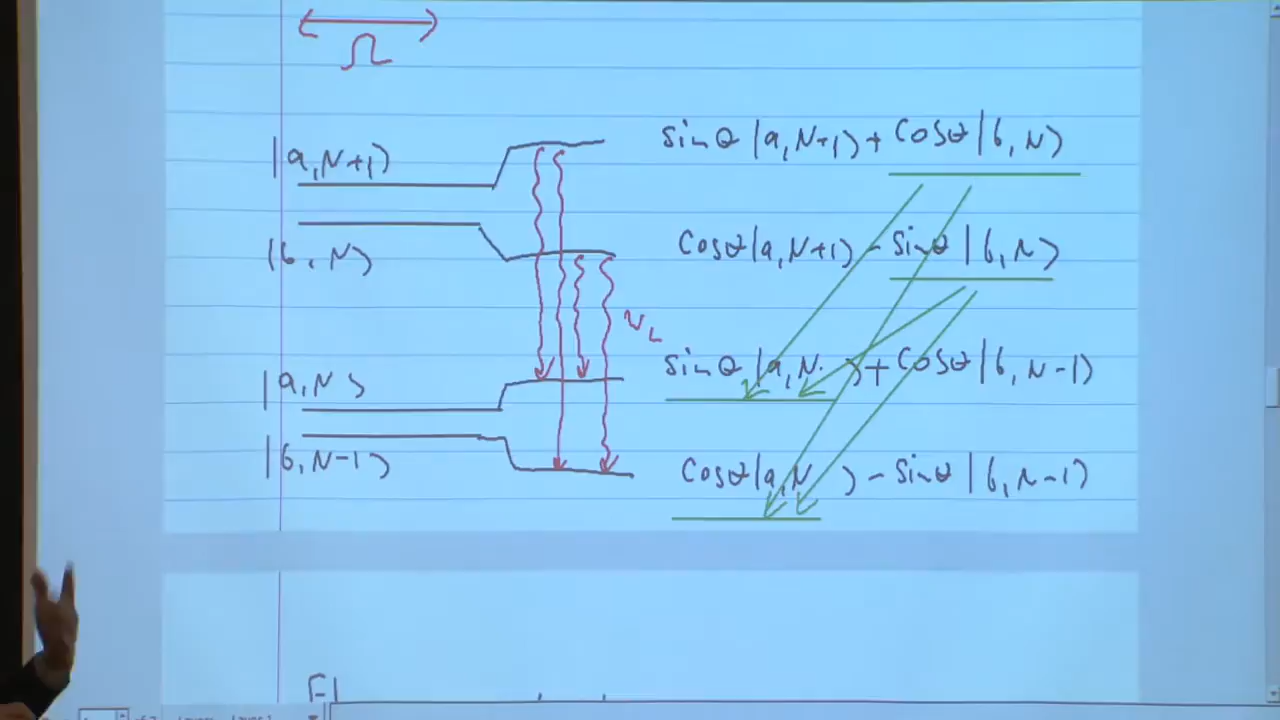 Ω
|a,N+1⟩
sinθ |a,N+1⟩ + cosθ |b,N⟩
|b,N⟩
cosθ |a,N+1⟩ - sinθ |b,N⟩
ν_L
|a,N⟩
sinθ |a,N⟩ + cosθ |b,N-1⟩
|b,N-1⟩
cosθ |a,N⟩ - sinθ |b,N-1⟩